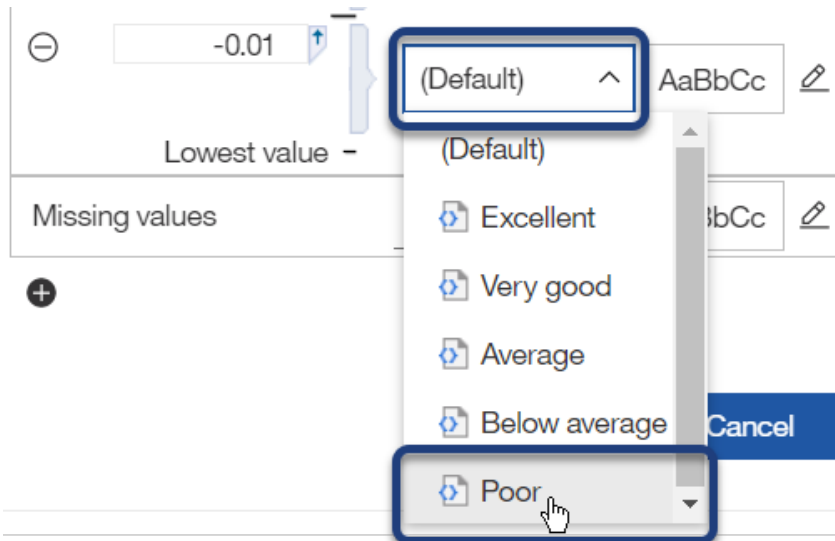 -0.01
(Default)
AaBbCc
Lowest value
(Default)
Missing values
Excellent
bCc
Very good
Average
Below average
Cancel
Poor